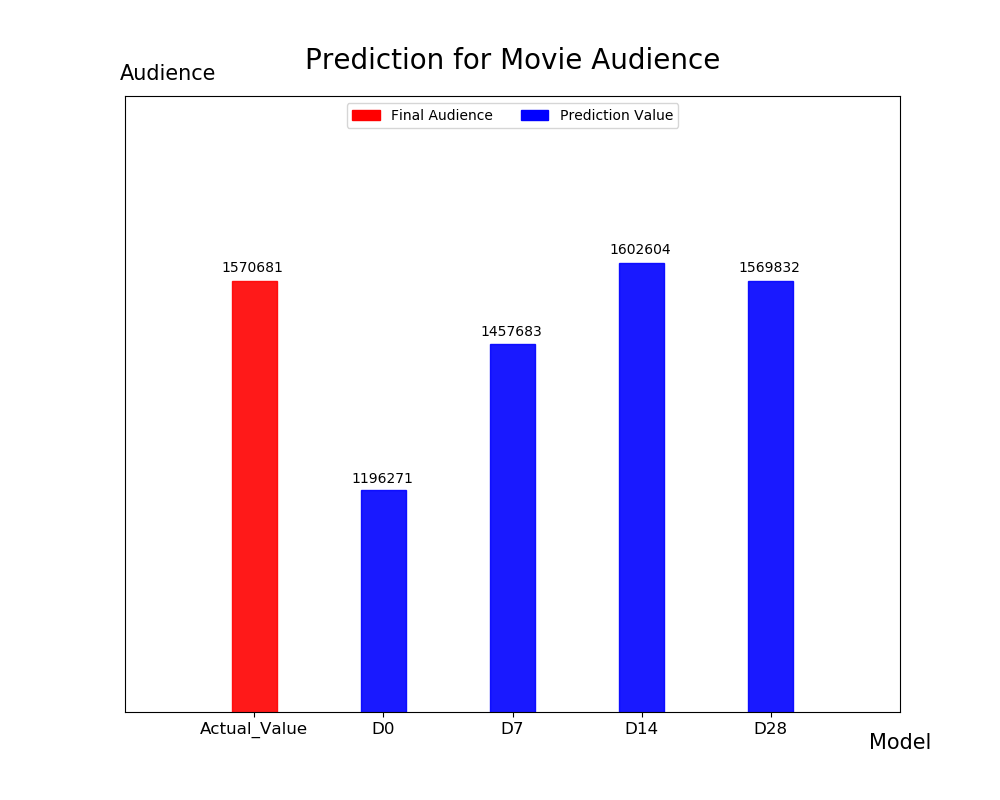 Prediction for Movie Audience
Audience
Final Audience Prediction Value
1602604
1570681 1569832
1457683
1196271
Actual_Value D0 D7 D14 D28
Model